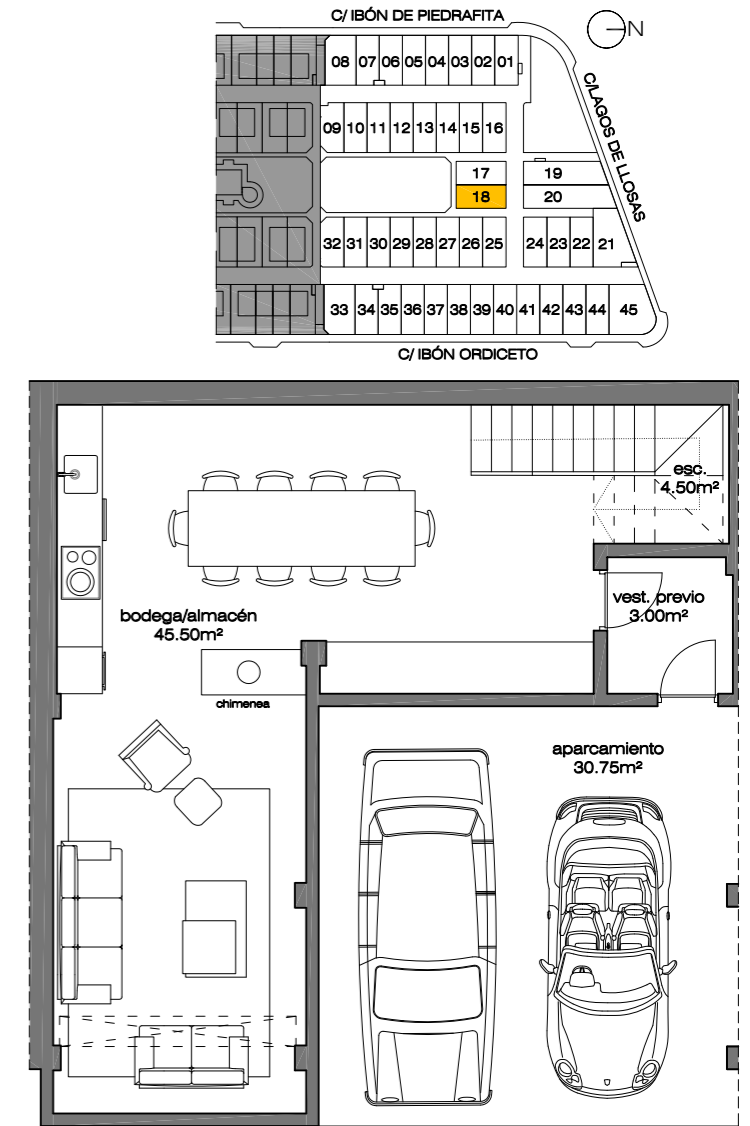 C/ IBÓN DE PIEDRAFITA
N
08 07 06 05 04 03 02 01
C/LAGOS DE LLOSAS
09 10 11 12 13 14 15 16
17 19
18 20
32 31 30 29 28 27 26 25 24 23 22 21
33 34 35 36 37 38 39 40 41 42 43 44 45
C/ IBÓN ORDICETO
esc.
4.50m²
vest. previo
3.00m²
bodega/almacén
45.50m²
chimenea
aparcamiento
30.75m²